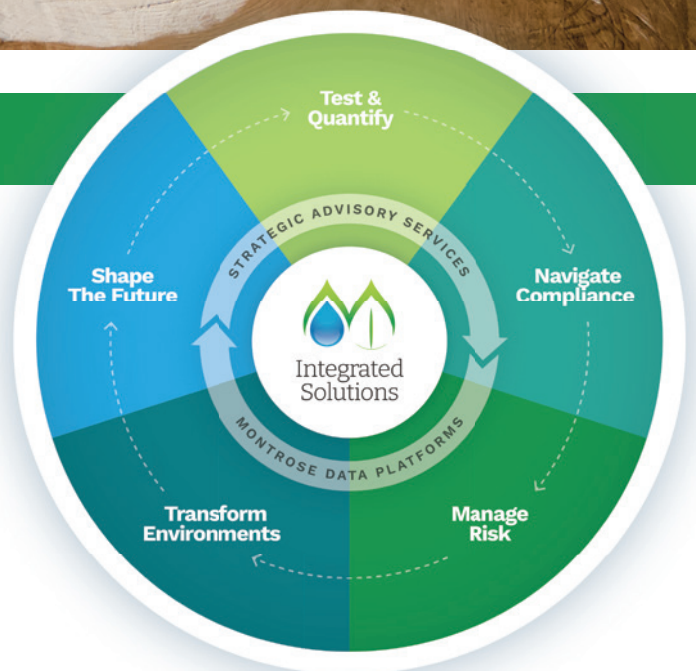 Test &
Quantify
STRATEGIC ADVISORY SERVICES
Shape
The Future
Navigate
Compliance
Integrated
Solutions
MONTROSE DATA PLATFORMS
Transform
Environments
Manage
Risk